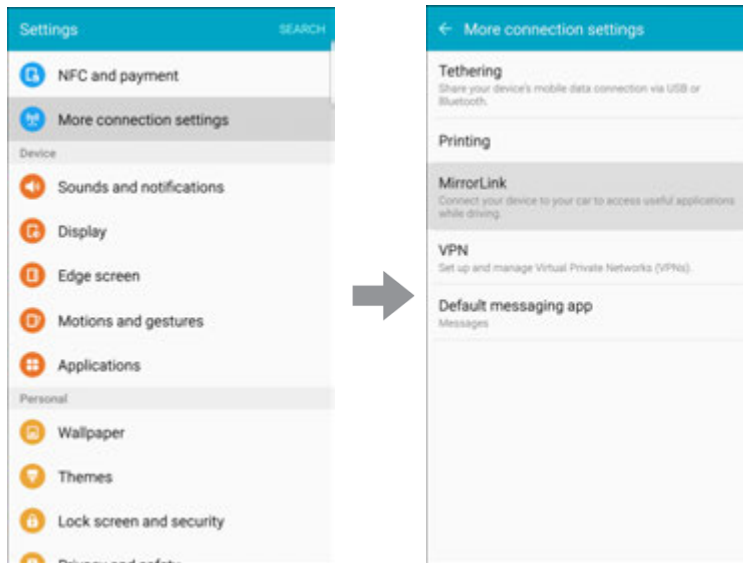 Settings
SEARCH
NFC and payment
More connection settings
Device
Sounds and notifications
Display
Edge screen
Motions and gestures
Applications
Personal
Wallpaper
Themes
Lock screen and security
Privacy and safety
← More connection settings
Tethering
Share your device's mobile data connection via USB or
Bluetooth.
Printing
MirrorLink
Connect your device to your car to access useful applications
while driving.
VPN
Set up and manage Virtual Private Networks (VPNs).
Default messaging app
Messages